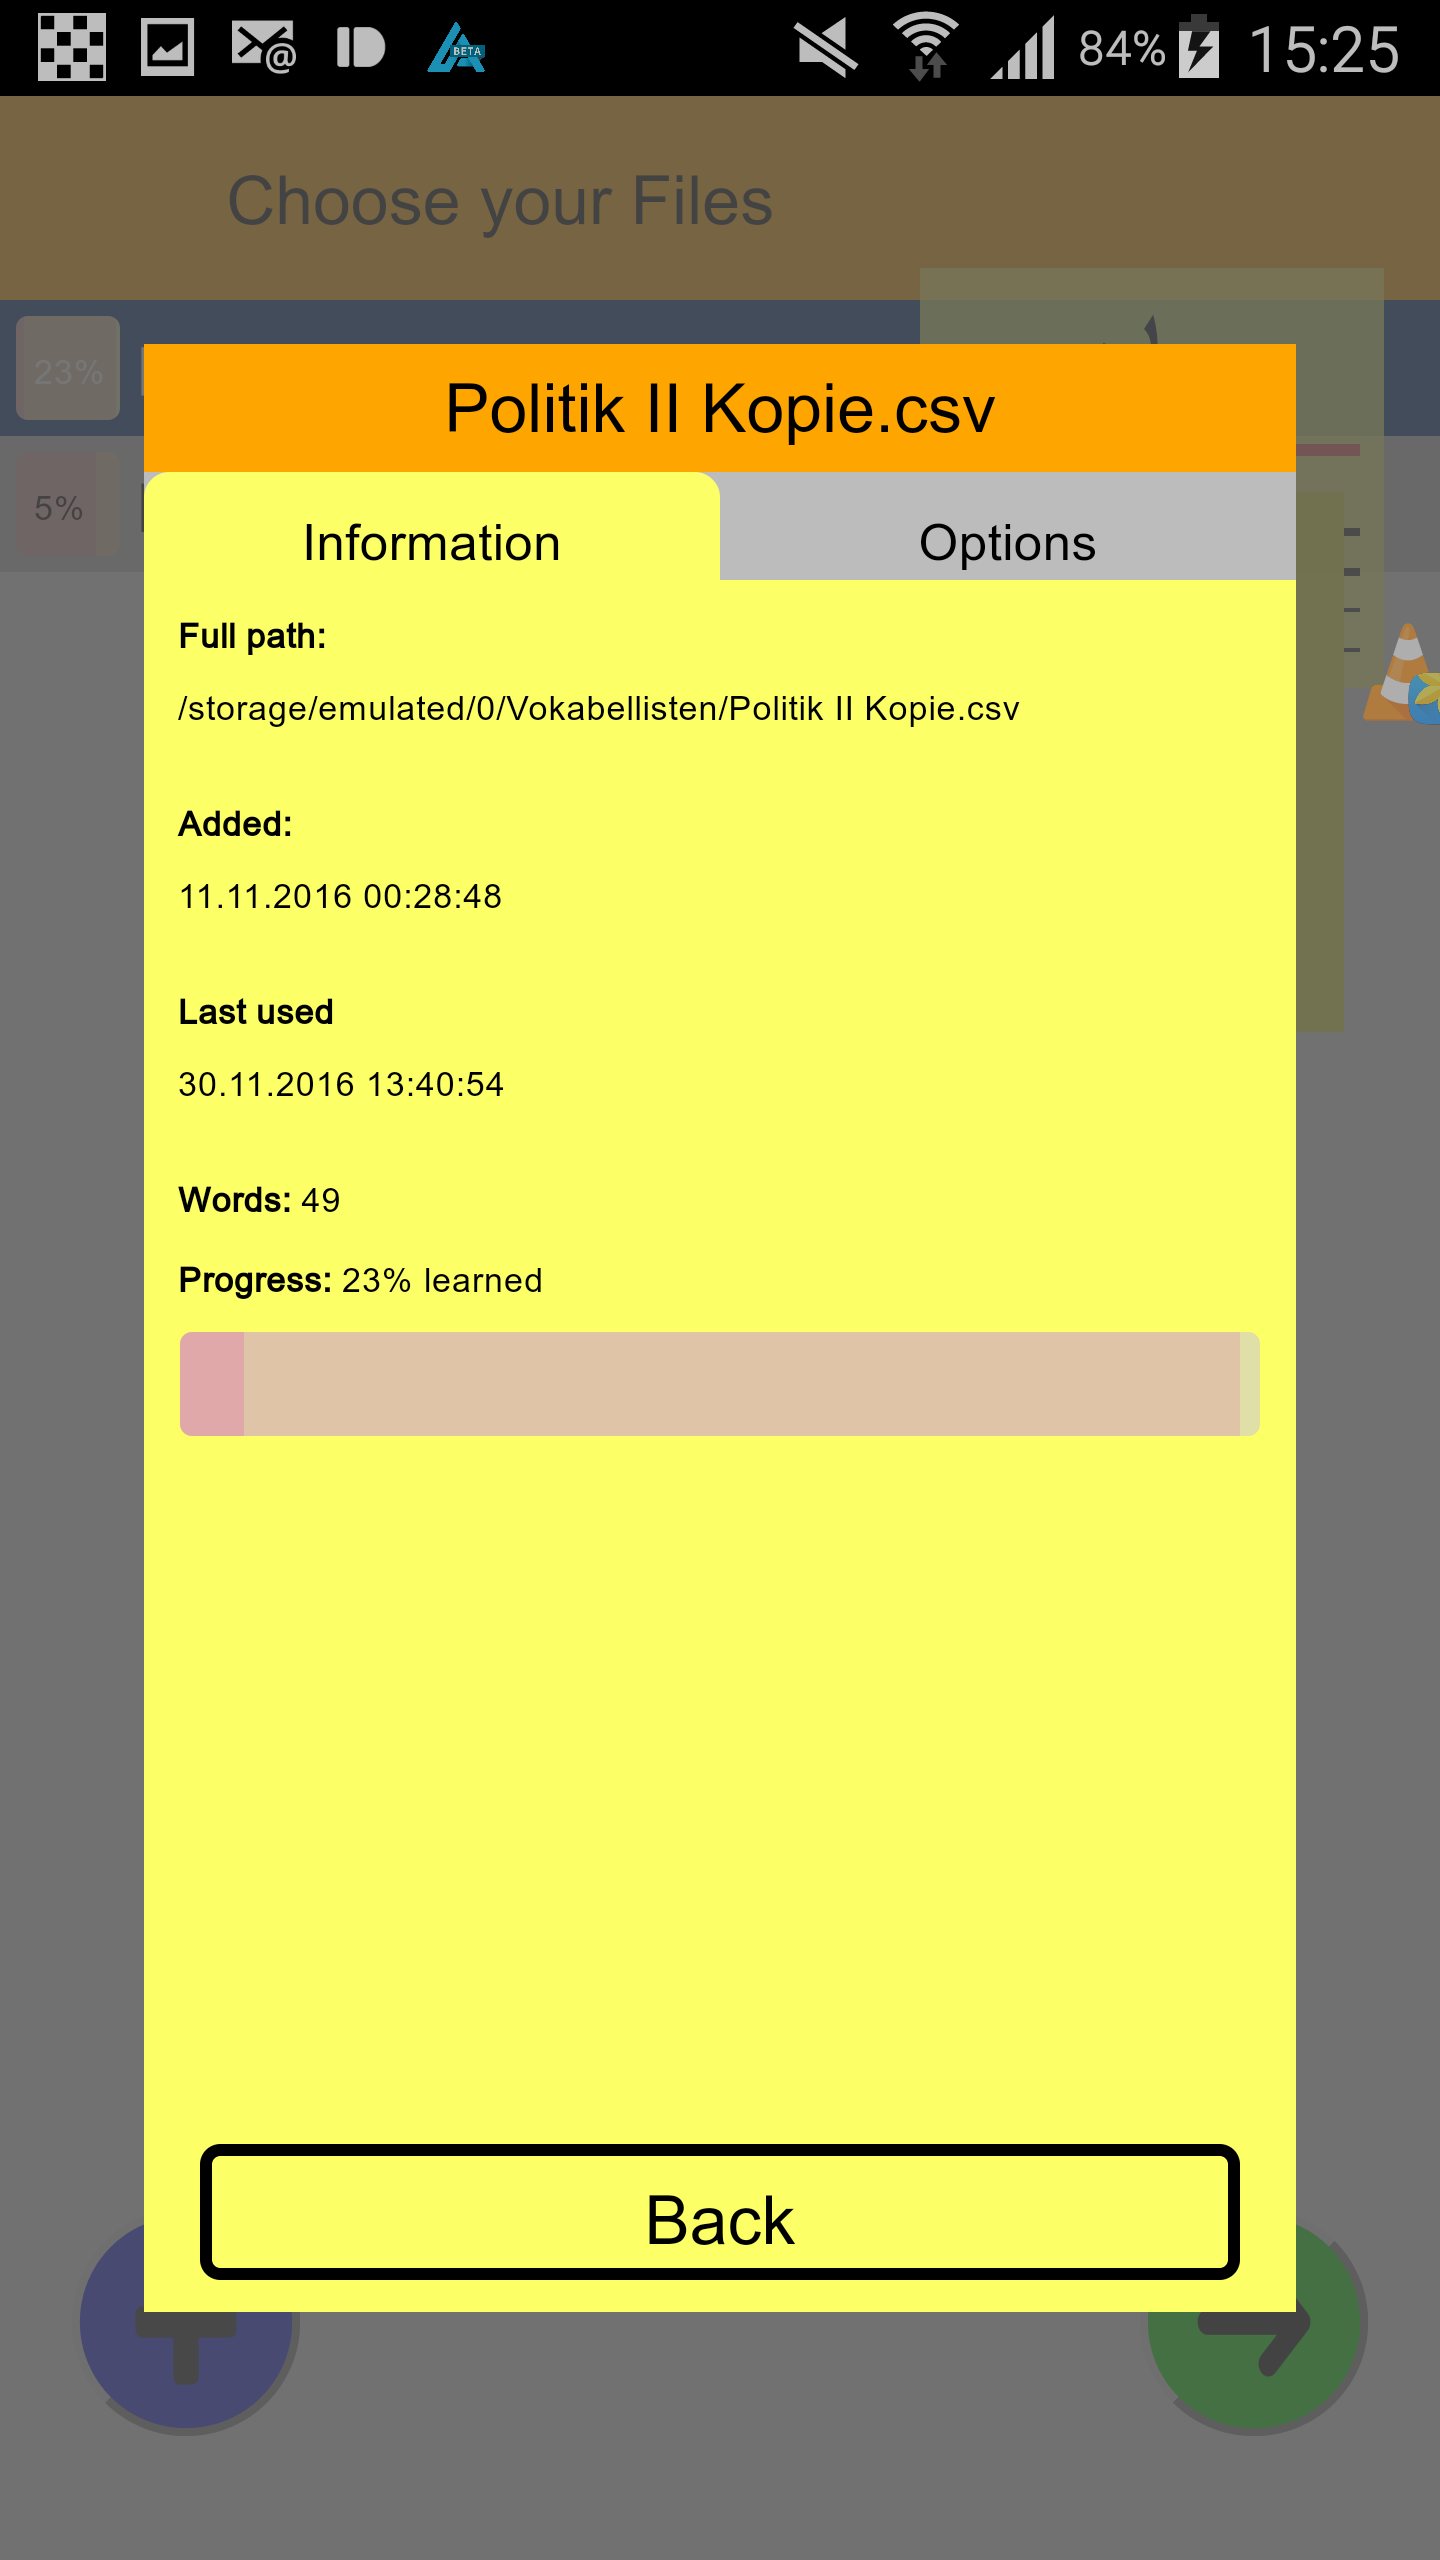 BETA
84%
15:25
Choose your Files
23%
Politik II Kopie.csv
5%
Information
Options
Full path:
/storage/emulated/0/Vokabellisten/Politik II Kopie.csv
Added:
11.11.2016 00:28:48
Last used
30.11.2016 13:40:54
Words: 49
Progress: 23% learned
Back